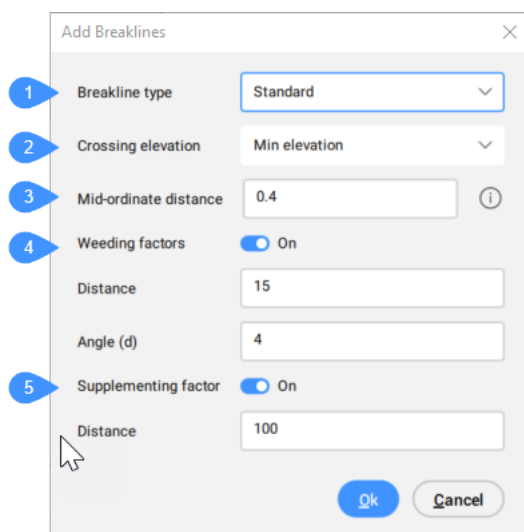 Add Breaklines
1 Breakline type Standard
2 Crossing elevation Min elevation
3 Mid-ordinate distance 0.4
4 Weeding factors On
Distance 15
Angle (d) 4
5 Supplementing factor On
Distance 100
Ok Cancel